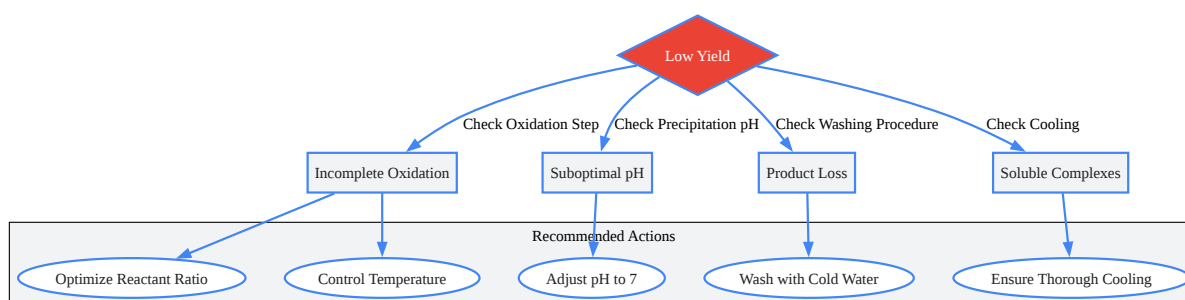 Low Yield
Check Oxidation Step
Check Precipitation pH
Check Washing Procedure
Check Cooling
Incomplete Oxidation
Suboptimal pH
Product Loss
Soluble Complexes
Recommended Actions
Optimize Reactant Ratio
Control Temperature
Adjust pH to 7
Wash with Cold Water
Ensure Thorough Cooling